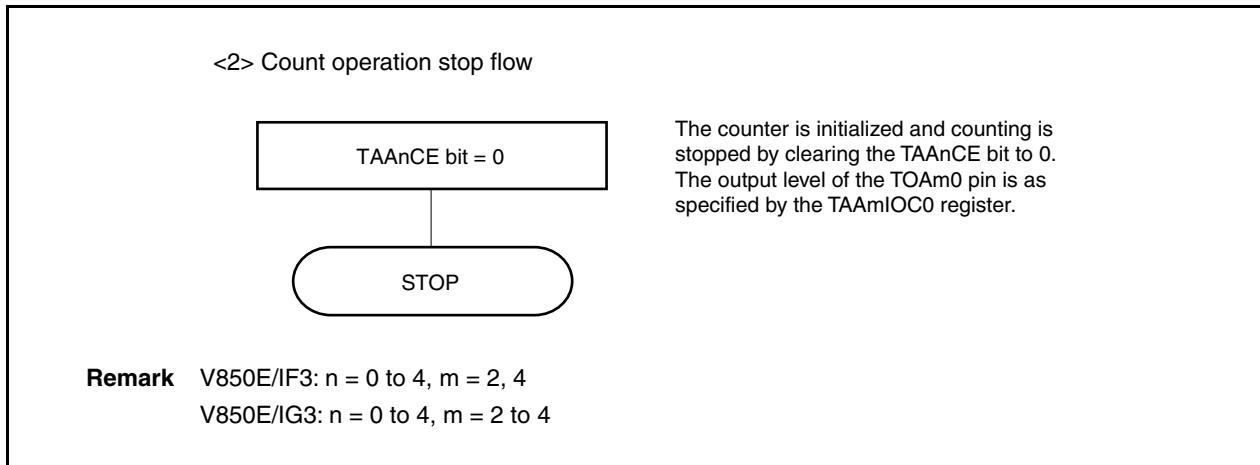 <2> Count operation stop flow
TAAnCE bit = 0
The counter is initialized and counting is
stopped by clearing the TAAnCE bit to 0.
The output level of the TOAm0 pin is as
specified by the TAAmIOC0 register.
STOP
Remark V850E/IF3: n = 0 to 4, m = 2, 4
V850E/IG3: n = 0 to 4, m = 2 to 4